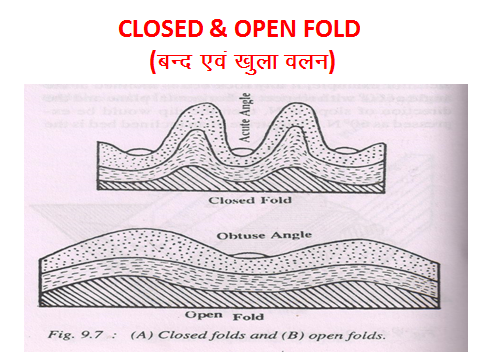 CLOSED & OPEN FOLD
(बन्द एवं खुला वलन)
Acute Angle
Closed Fold
Obtuse Angle
Open Fold
Fig. 9.7 : (A) Closed folds and (B) open folds.